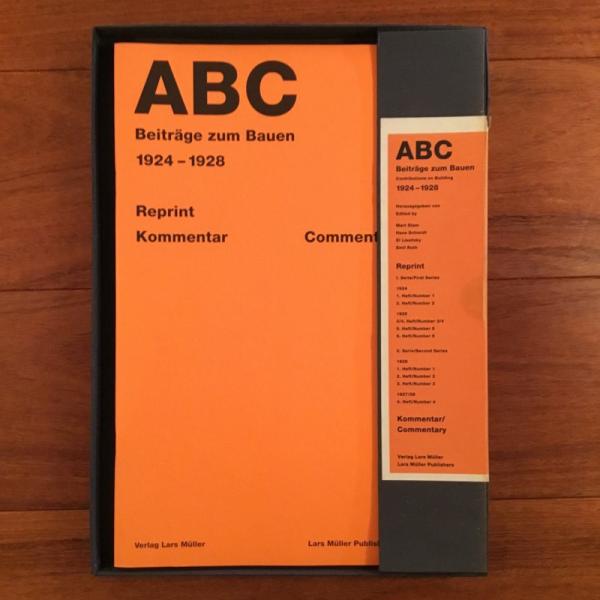 ABC
Beiträge zum Bauen
1924 – 1928
Reprint
Kommentar Comment
Verlag Lars Müller Lars Müller Publish
ABC
Beiträge zum Bauen
Contributions on Building
1924 – 1928
Herausgegeben von
Edited by
Mart Stam
Hans Schmidt
El Lissitzky
Emil Roth
Reprint
I. Serie/First Series
1924
1. Heft/Number 1
2. Heft/Number 2
1925
3/4. Heft/Number 3/4
5. Heft/Number 5
6. Heft/Number 6
II. Serie/Second Series
1926
1. Heft/Number 1
2. Heft/Number 2
3. Heft/Number 3
1927/28
4. Heft/Number 4
Kommentar/
Commentary
Verlag Lars Müller
Lars Müller Publishers